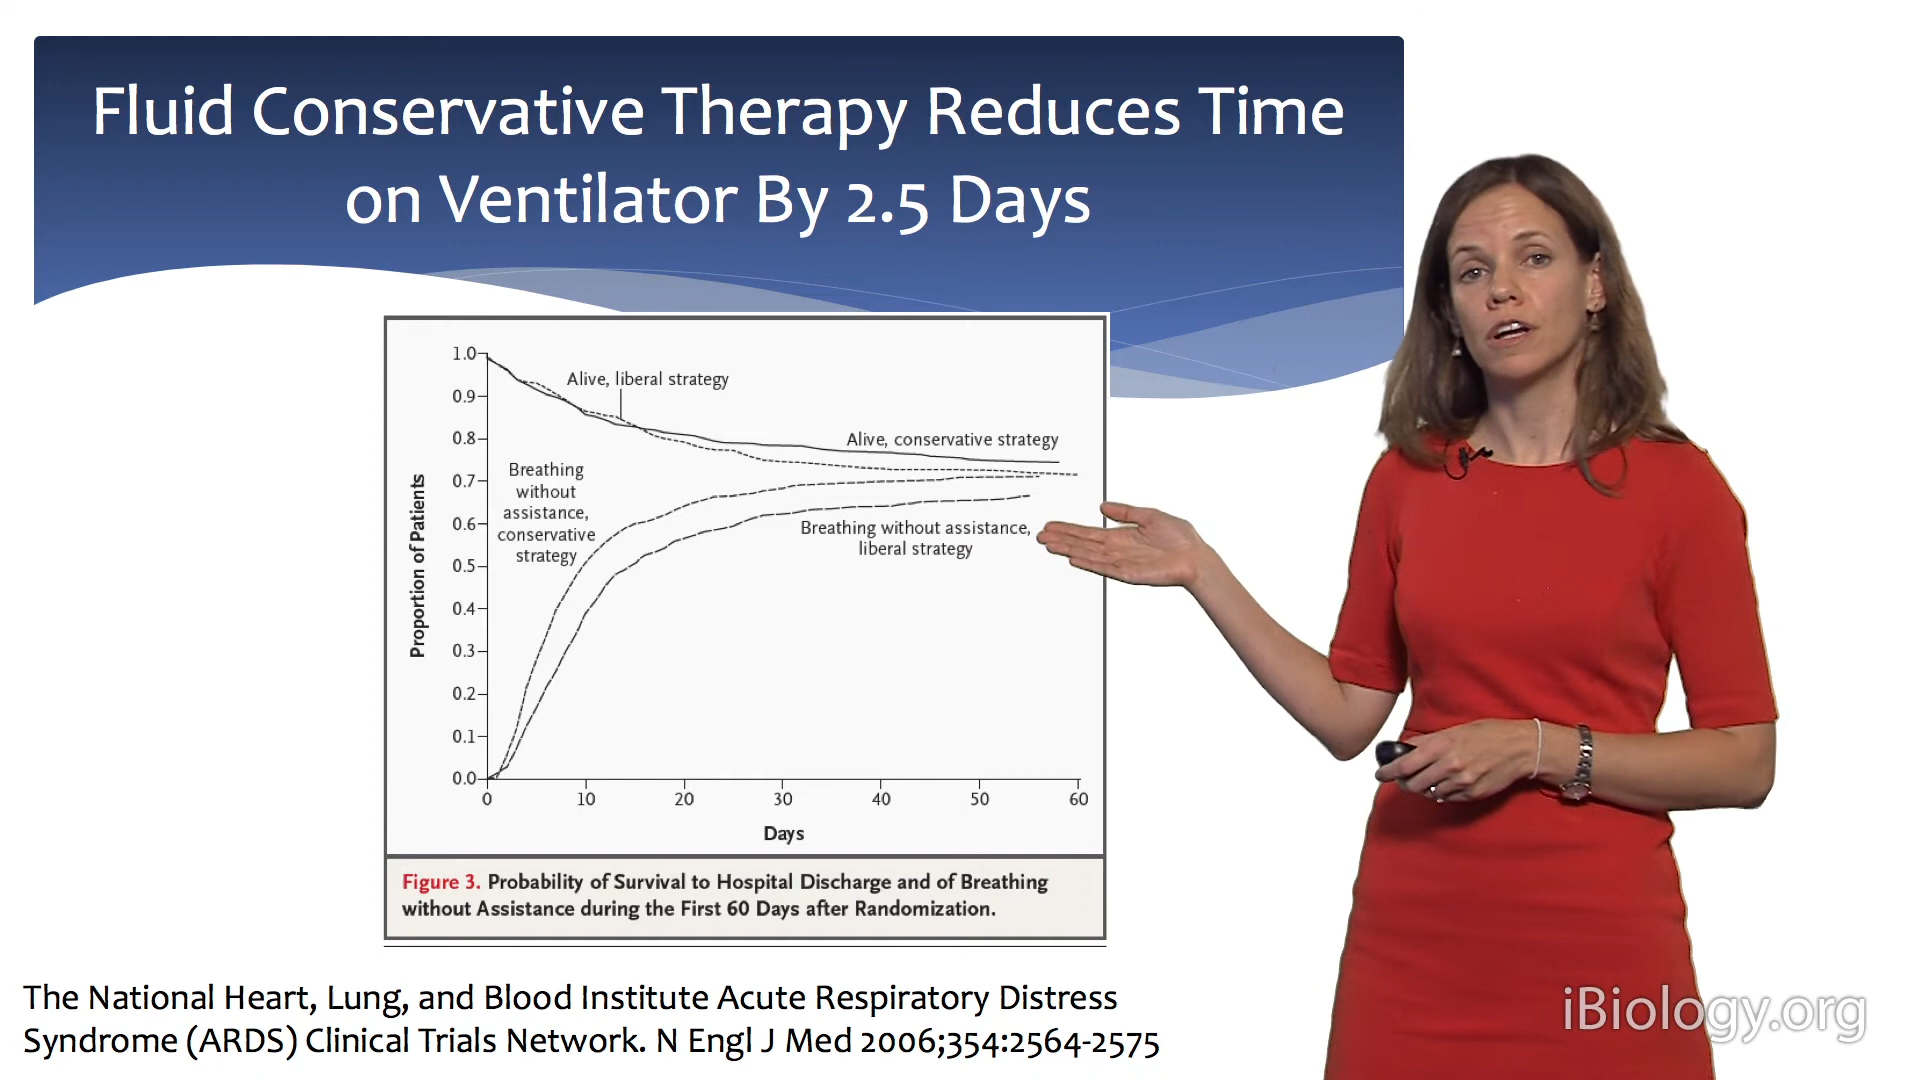 Fluid Conservative Therapy Reduces Time
on Ventilator By 2.5 Days
1.0
0.9
0.8
0.7
0.6
0.5
0.4
0.3
0.2
0.1
0.0
Proportion of Patients
Alive, liberal strategy
Alive, conservative strategy
Breathing
without
assistance,
conservative
strategy
Breathing without assistance,
liberal strategy
0 10 20 30 40 50 60
Days
Figure 3. Probability of Survival to Hospital Discharge and of Breathing
without Assistance during the First 60 Days after Randomization.
The National Heart, Lung, and Blood Institute Acute Respiratory Distress
Syndrome (ARDS) Clinical Trials Network. N Engl J Med 2006;354:2564-2575
iBiology.org